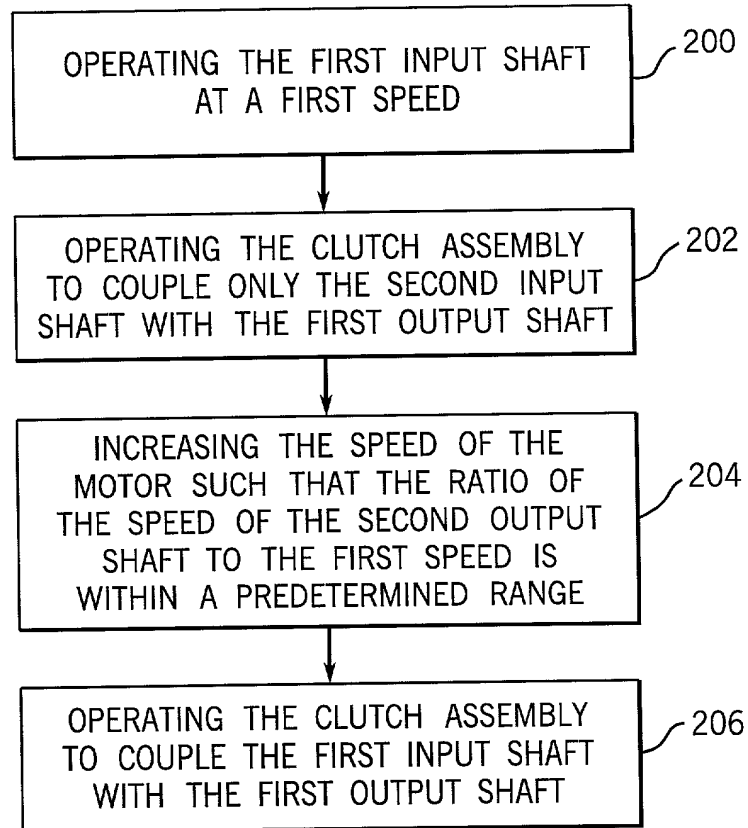 OPERATING THE FIRST INPUT SHAFT
AT A FIRST SPEED
200
OPERATING THE CLUTCH ASSEMBLY
TO COUPLE ONLY THE SECOND INPUT
SHAFT WITH THE FIRST OUTPUT SHAFT
202
INCREASING THE SPEED OF THE
MOTOR SUCH THAT THE RATIO OF
THE SPEED OF THE SECOND OUTPUT
SHAFT TO THE FIRST SPEED IS
WITHIN A PREDETERMINED RANGE
204
OPERATING THE CLUTCH ASSEMBLY
TO COUPLE THE FIRST INPUT SHAFT
WITH THE FIRST OUTPUT SHAFT
206